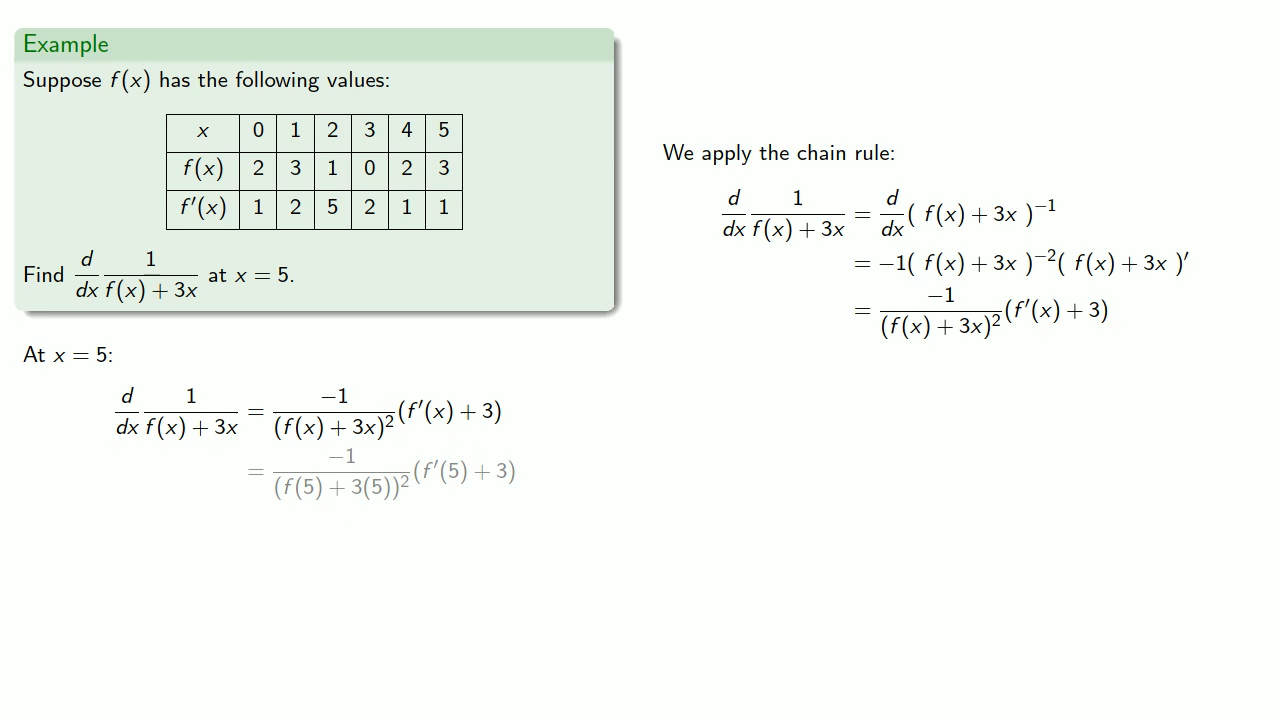 Example
Suppose f(x) has the following values:
x 0 1 2 3 4 5
f(x) 2 3 1 0 2 3
f′(x) 1 2 5 2 1 1
Find d/dx 1/(f(x) + 3x) at x = 5.
At x = 5:
d/dx 1/(f(x) + 3x) = −1/(f(x) + 3x)² (f′(x) + 3)
= −1/(f(5) + 3(5))² (f′(5) + 3)
We apply the chain rule:
d/dx 1/(f(x) + 3x) = d/dx ( f(x) + 3x )⁻¹
= −1( f(x) + 3x )⁻²( f(x) + 3x )′
= −1/(f(x) + 3x)² (f′(x) + 3)